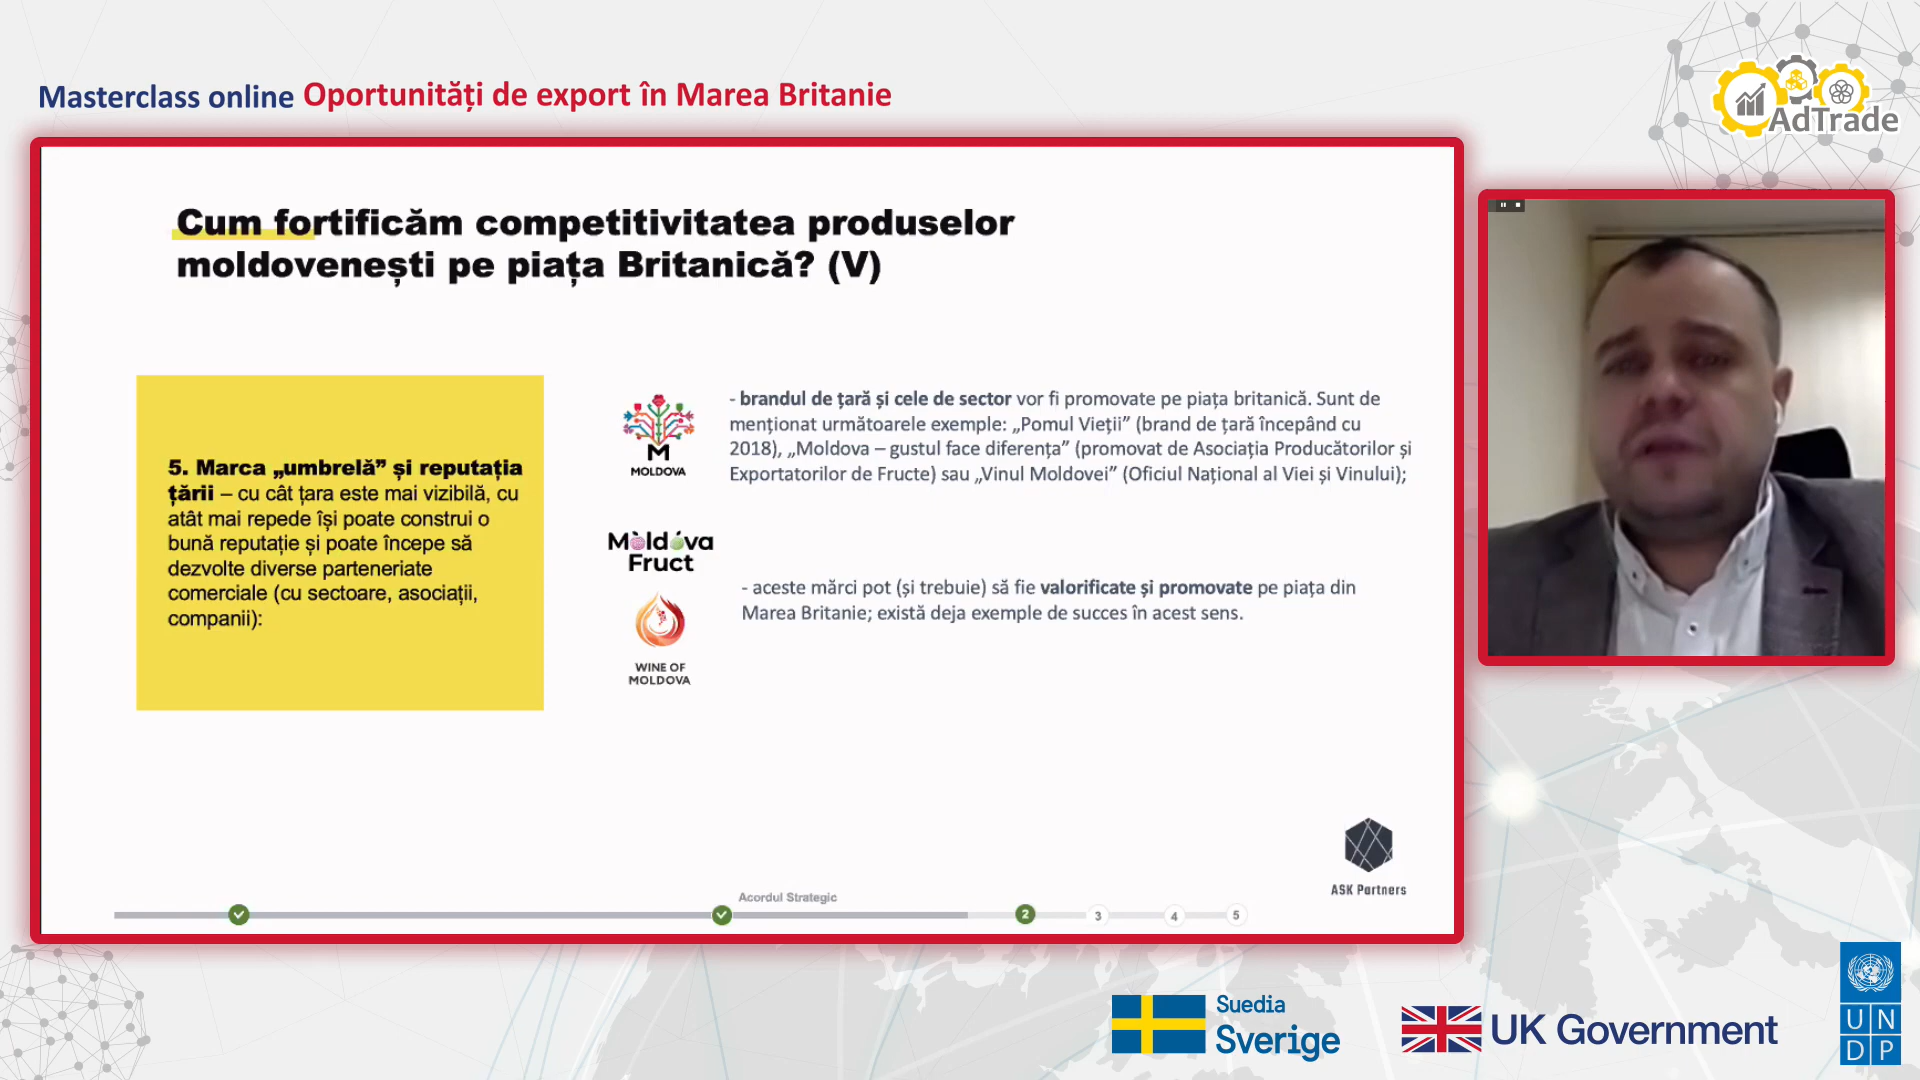 Masterclass online Oportunități de export în Marea Britanie
AdTrade
Cum fortificăm competitivitatea produselor
moldovenești pe piața Britanică? (V)
5. Marca „umbrelă” și reputația
țării – cu cât țara este mai vizibilă, cu
atât mai repede își poate construi o
bună reputație și poate începe să
dezvolte diverse parteneriate
comerciale (cu sectoare, asociații,
companii):
M
MOLDOVA
- brandul de țară și cele de sector vor fi promovate pe piața britanică. Sunt de
menționat următoarele exemple: „Pomul Vieții” (brand de țară începând cu
2018), „Moldova – gustul face diferența” (promovat de Asociația Producătorilor și
Exportatorilor de Fructe) sau „Vinul Moldovei” (Oficiul Național al Viei și Vinului);
Moldova
Fruct
- aceste mărci pot (și trebuie) să fie valorificate și promovate pe piața din
Marea Britanie; există deja exemple de succes în acest sens.
WINE OF
MOLDOVA
ASK Partners
Acordul Strategic
2 3 4 5
Suedia
Sverige
UK Government
UN
DP